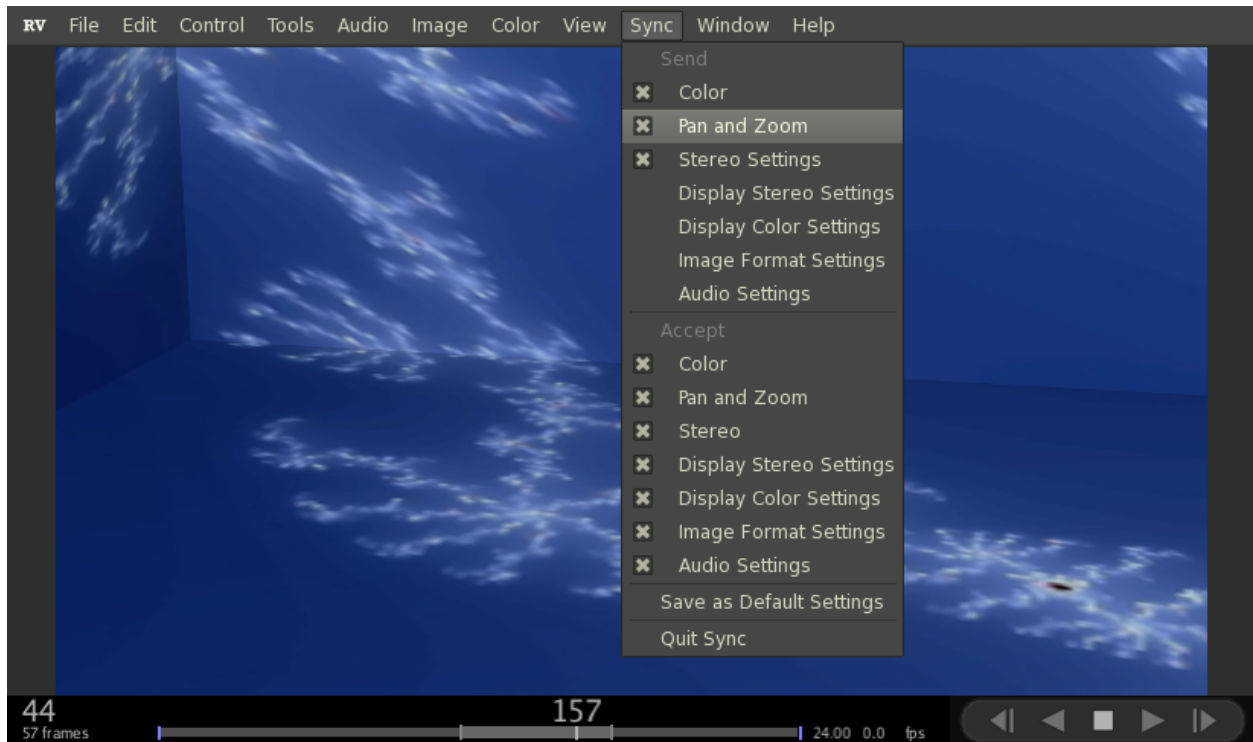 RV File Edit Control Tools Audio Image Color View Sync Window Help
Send
Color
Pan and Zoom
Stereo Settings
Display Stereo Settings
Display Color Settings
Image Format Settings
Audio Settings
Accept
Color
Pan and Zoom
Stereo
Display Stereo Settings
Display Color Settings
Image Format Settings
Audio Settings
Save as Default Settings
Quit Sync
44 157
57 frames 24.00 0.0 fps